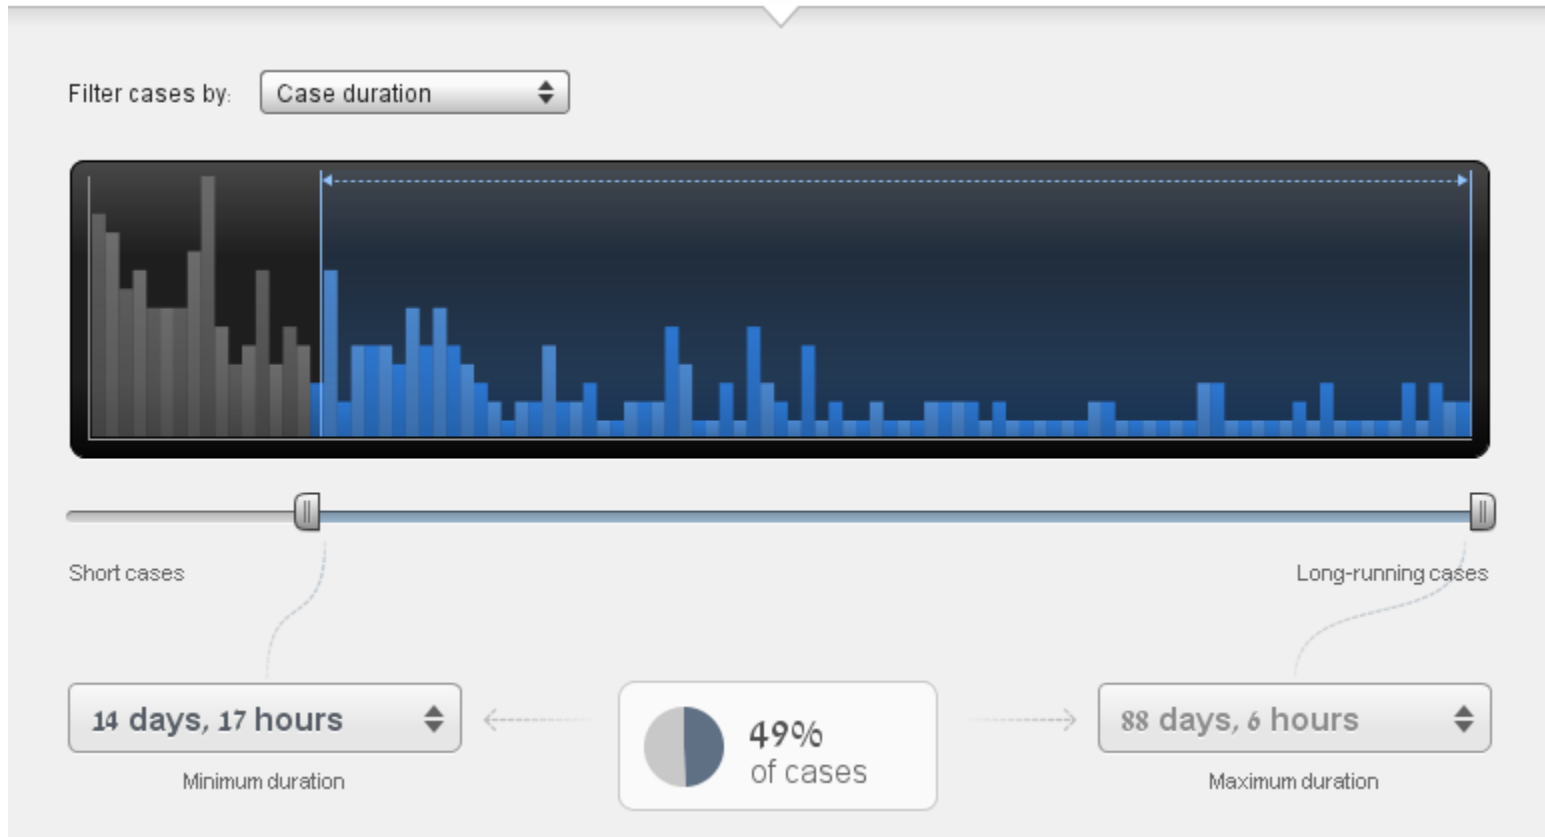 Filter cases by: Case duration
Short cases
Long-running cases
14 days, 17 hours
49%
of cases
88 days, 6 hours
Minimum duration
Maximum duration